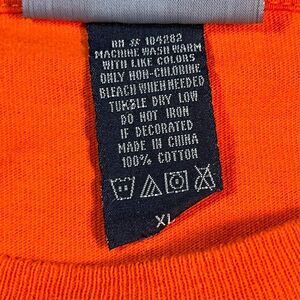 RN # 104282
MACHINE WASH WARM
WITH LIKE COLORS
ONLY NON-CHLORINE
BLEACH WHEN NEEDED
TUMBLE DRY LOW
DO NOT IRON
IF DECORATED
MADE IN CHINA
100% COTTON
XL